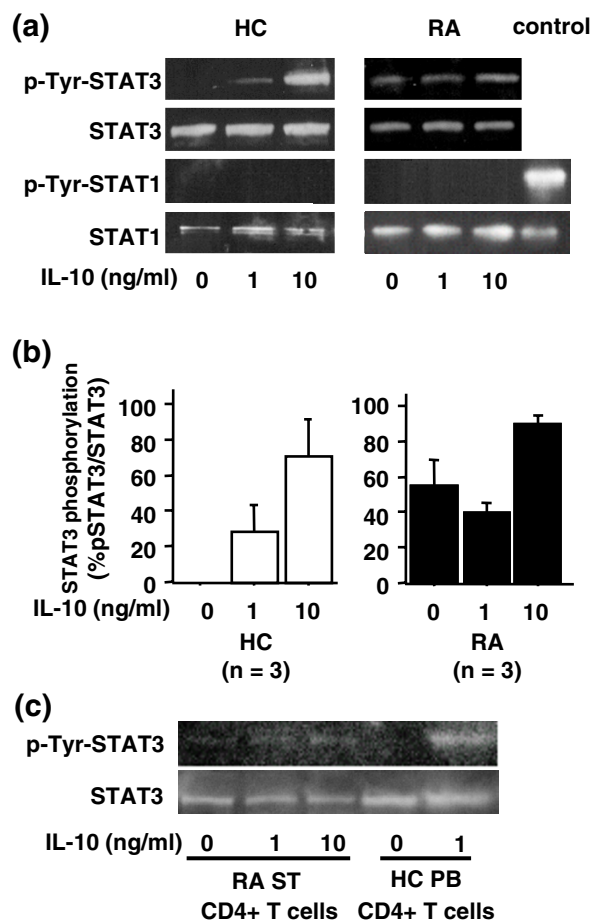 (a)
HC RA control
p-Tyr-STAT3
STAT3
p-Tyr-STAT1
STAT1
IL-10 (ng/ml) 0 1 10 0 1 10
(b)
STAT3 phosphorylation
(%pSTAT3/STAT3)
100 100
80 80
60 60
40 40
20 20
0 0
IL-10 (ng/ml) 0 1 10 0 1 10
HC RA
(n = 3) (n = 3)
(c)
p-Tyr-STAT3
STAT3
IL-10 (ng/ml) 0 1 10 0 1
RA ST HC PB
CD4+ T cells CD4+ T cells